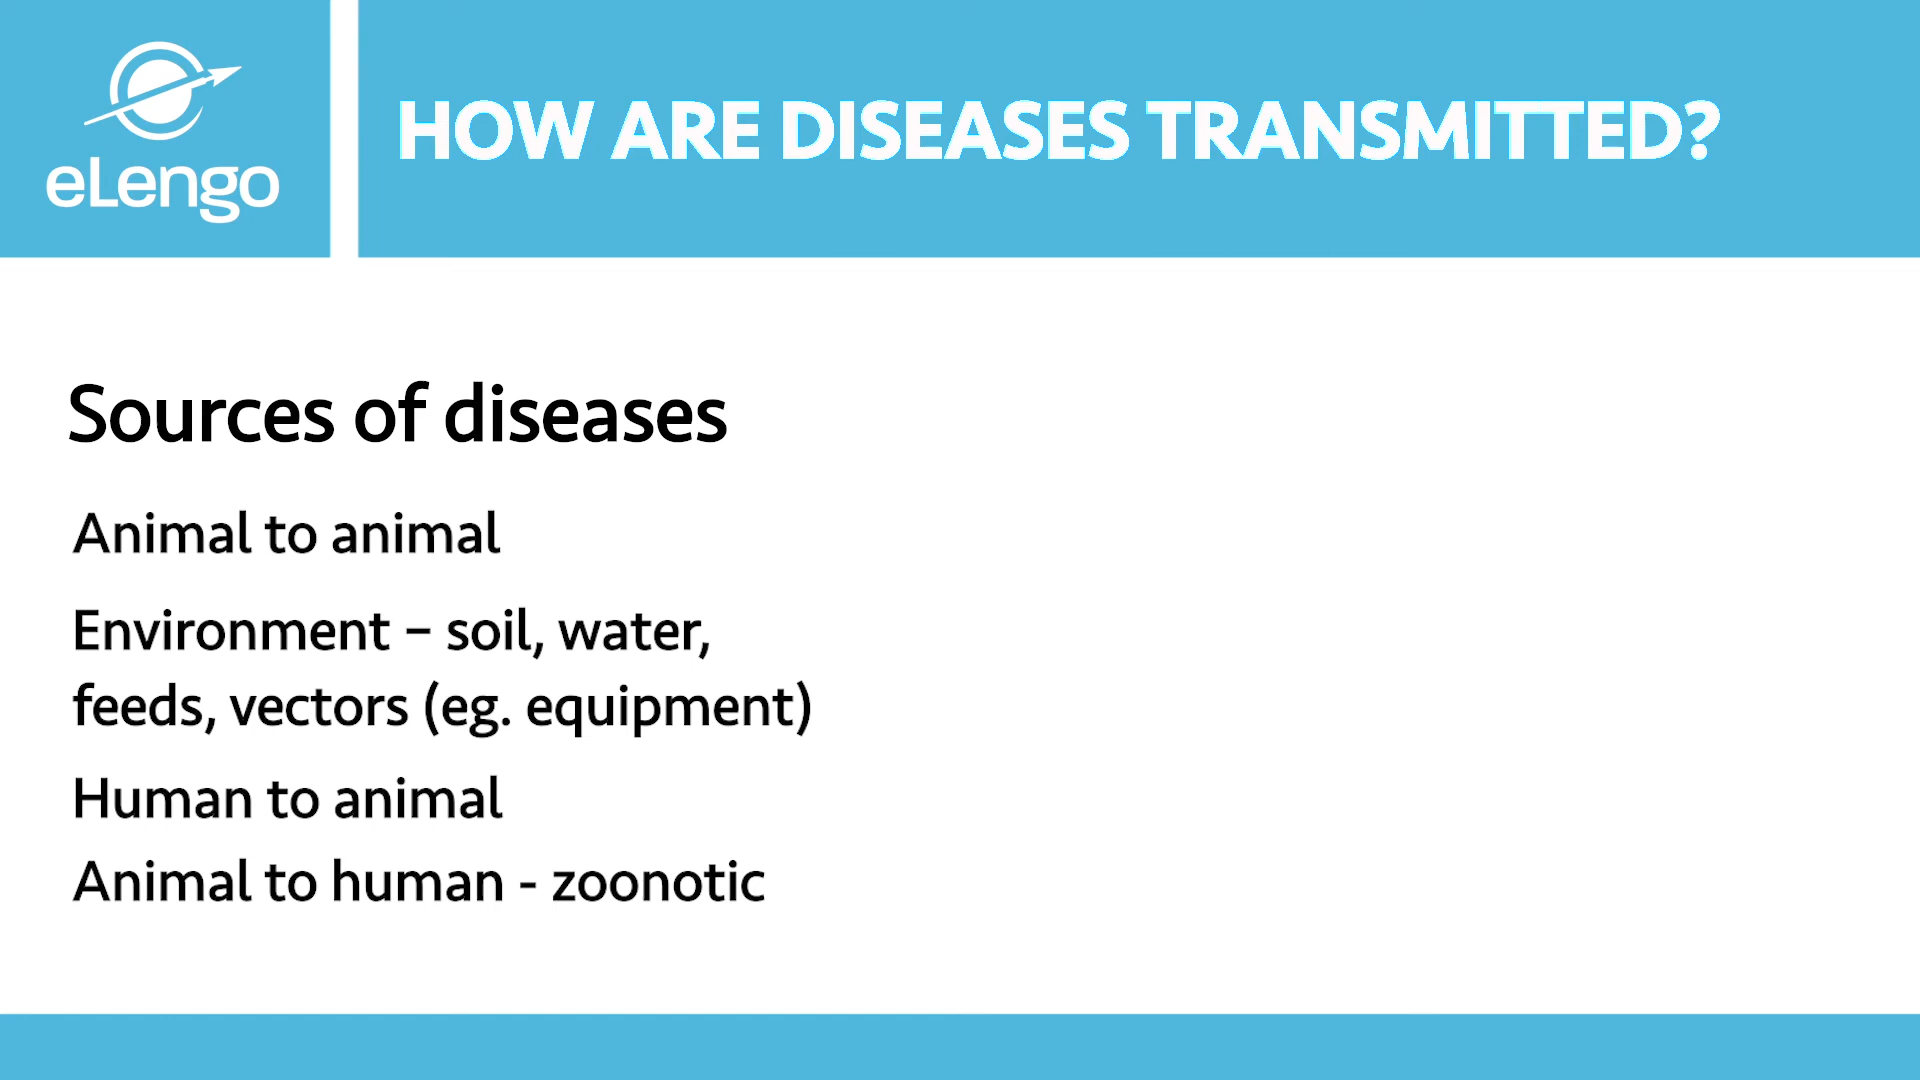 eLengo
HOW ARE DISEASES TRANSMITTED?
Sources of diseases
Animal to animal
Environment – soil, water,
feeds, vectors (eg. equipment)
Human to animal
Animal to human - zoonotic